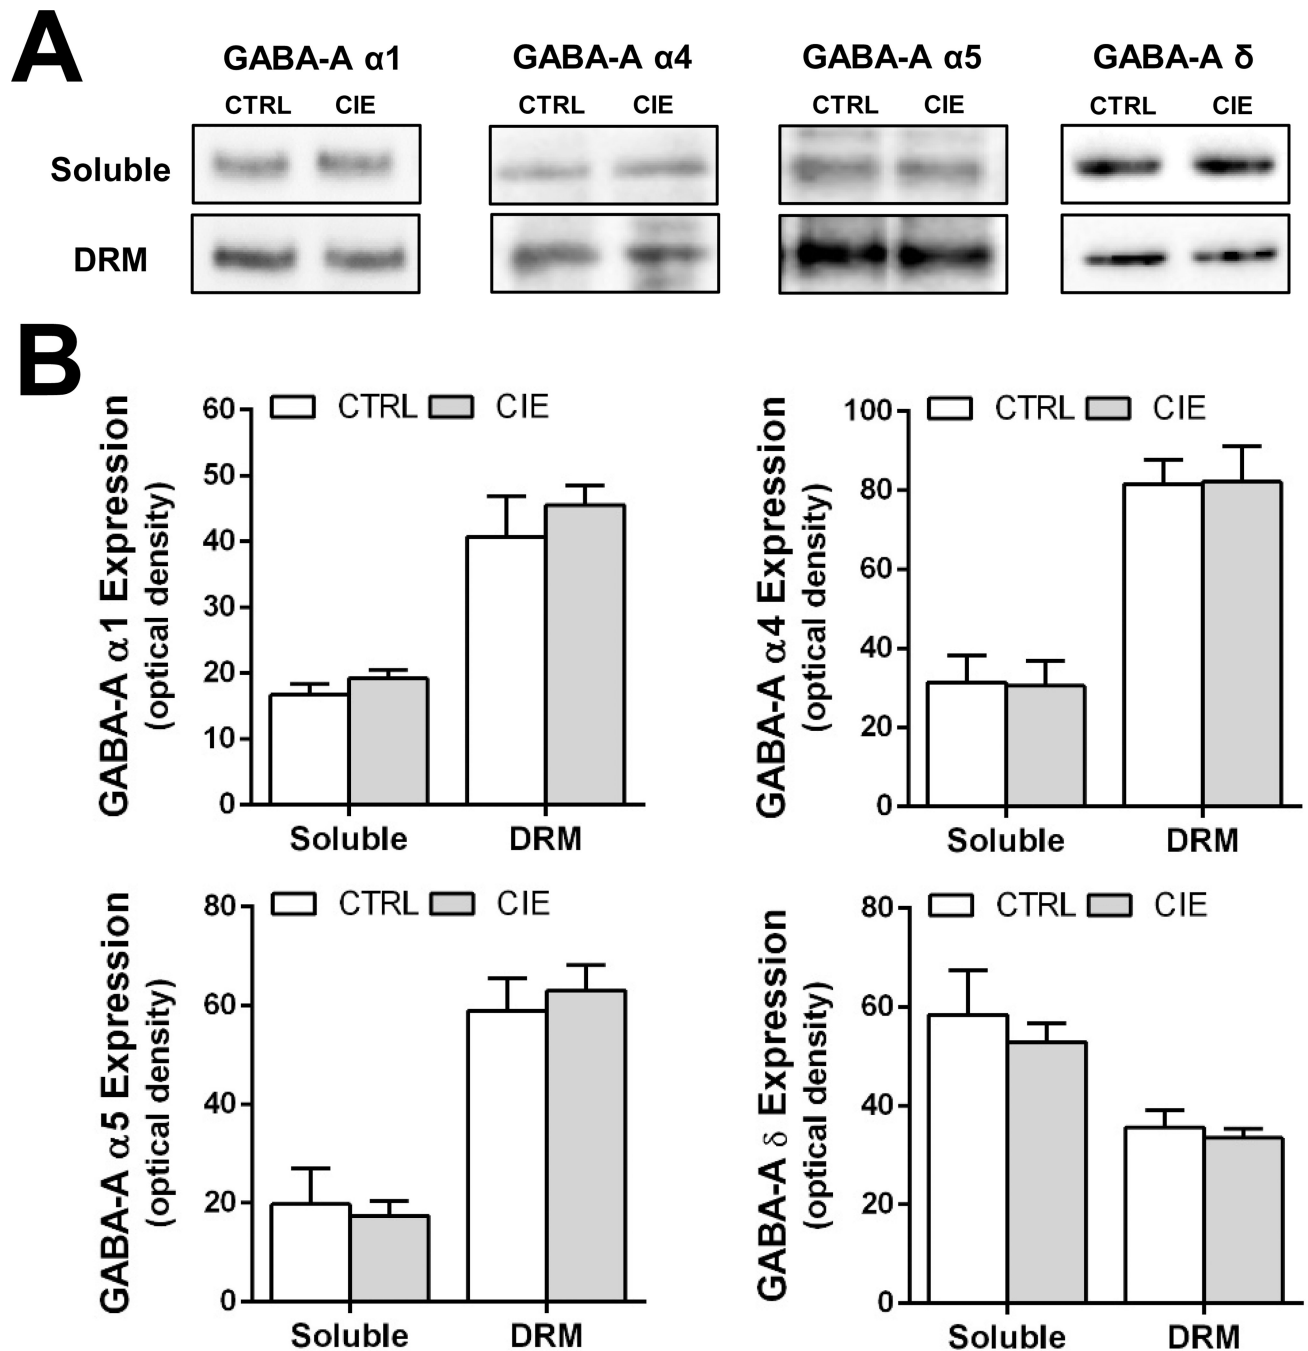 A
GABA-A α1 GABA-A α4 GABA-A α5 GABA-A δ
CTRL CIE CTRL CIE CTRL CIE CTRL CIE
Soluble
DRM
B
GABA-A α1 Expression
(optical density)
60
50
40
30
20
10
0
CTRL CIE
Soluble DRM
GABA-A α4 Expression
(optical density)
100
80
60
40
20
0
CTRL CIE
Soluble DRM
GABA-A α5 Expression
(optical density)
80
60
40
20
0
CTRL CIE
Soluble DRM
GABA-A δ Expression
(optical density)
80
60
40
20
0
CTRL CIE
Soluble DRM